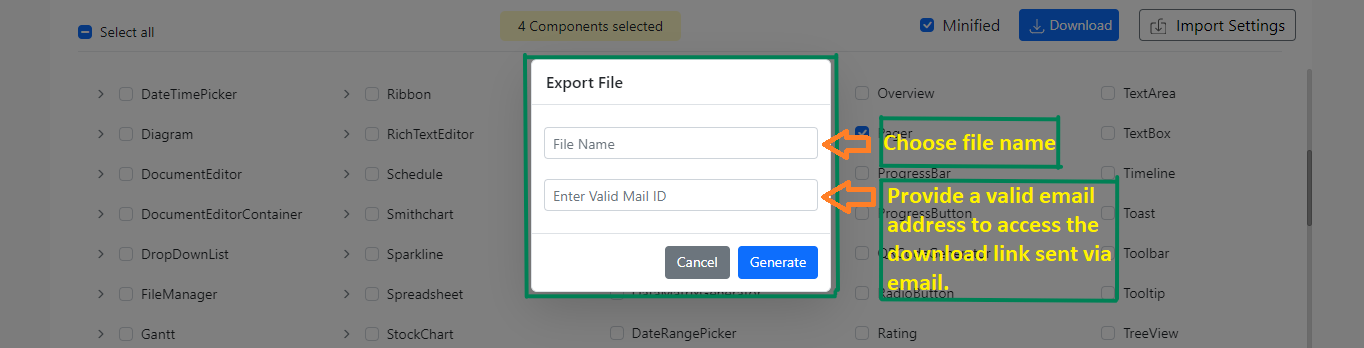 Select all
4 Components selected
Minified
Download
Import Settings
Export File
DateTimePicker
Ribbon
Overview
TextArea
Diagram
RichTextEditor
File Name
Pager
Choose file name
TextBox
DocumentEditor
Schedule
ProgressBar
Timeline
DocumentEditorContainer
Smithchart
Enter Valid Mail ID
ProgressButton
Toast
Provide a valid email
address to access the
download link sent via
email.
DropDownList
Sparkline
Cancel
Generate
Toolbar
FileManager
Spreadsheet
RadioButton
Tooltip
Gantt
StockChart
DateRangePicker
Rating
TreeView